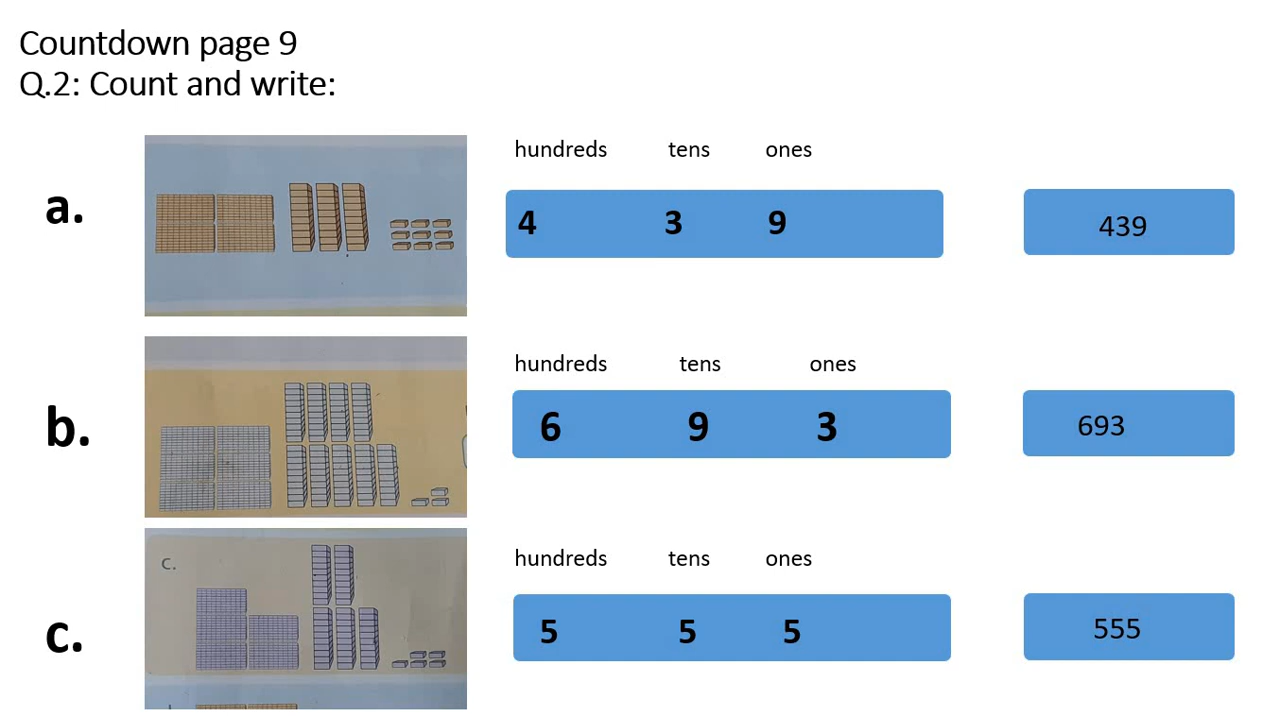 Countdown page 9
Q.2: Count and write:
hundreds tens ones
a. 4 3 9 439
hundreds tens ones
b. 6 9 3 693
c.
hundreds tens ones
c. 5 5 5 555